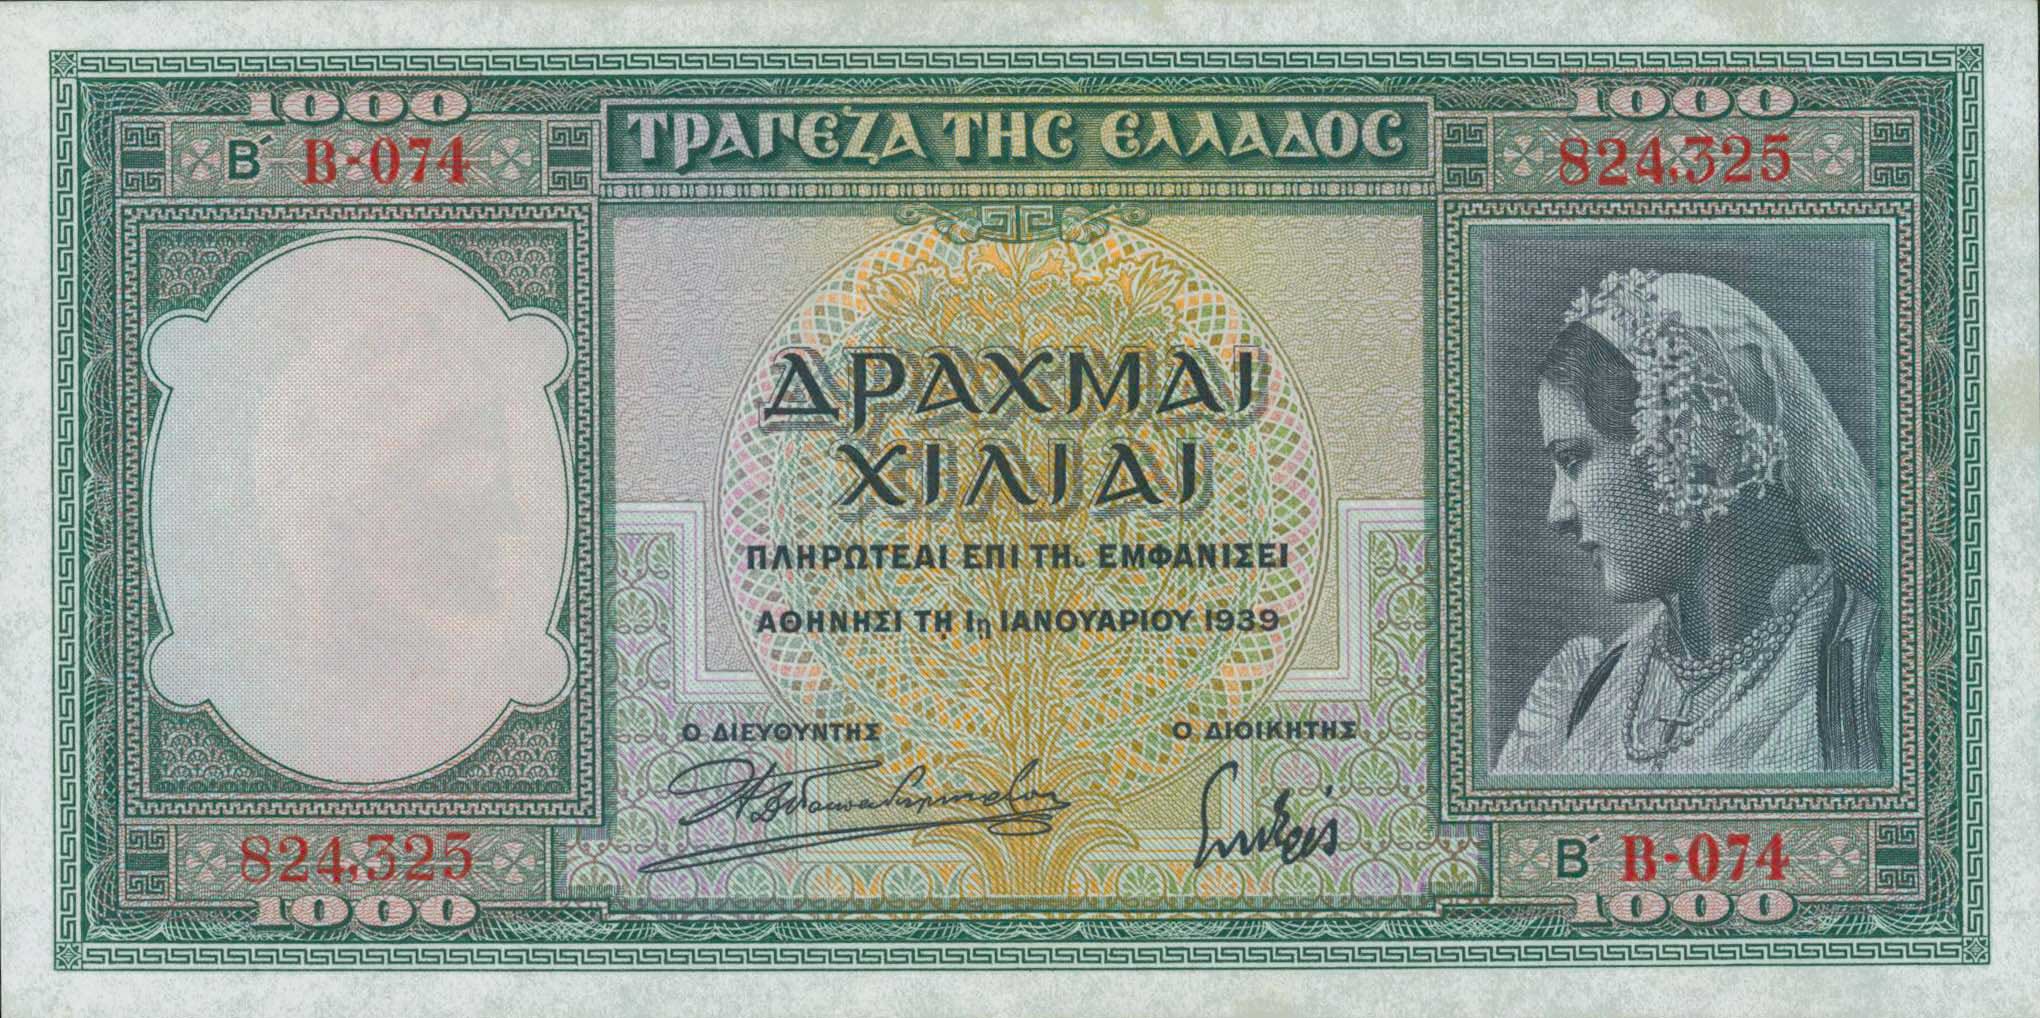 1000
1000
ΤΡΑΠΕΖΑ ΤΗΣ ΕΛΛΑΔΟΣ
Β΄ B-074
824,325
ΔΡΑΧΜΑΙ
ΧΙΛΙΑΙ
ΠΛΗΡΩΤΕΑΙ ΕΠΙ ΤΗι ΕΜΦΑΝΙΣΕΙ
ΑΘΗΝΗΣΙ ΤΗ 1η ΙΑΝΟΥΑΡΙΟΥ 1939
Ο ΔΙΕΥΘΥΝΤΗΣ
Ο ΔΙΟΙΚΗΤΗΣ
824,325
Β΄ B-074
1000
1000